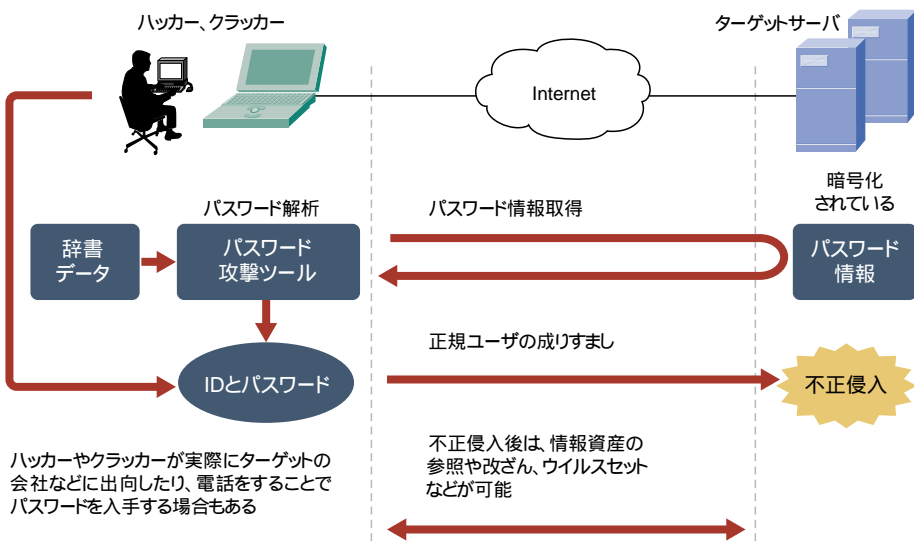 ハッカー、クラッカー
ターゲットサーバ
Internet
暗号化
されている
パスワード解析
パスワード情報取得
辞書
データ
パスワード
攻撃ツール
パスワード
情報
正規ユーザの成りすまし
IDとパスワード
不正侵入
ハッカーやクラッカーが実際にターゲットの
会社などに出向したり、電話をすることで
パスワードを入手する場合もある
不正侵入後は、情報資産の
参照や改ざん、ウイルスセット
などが可能